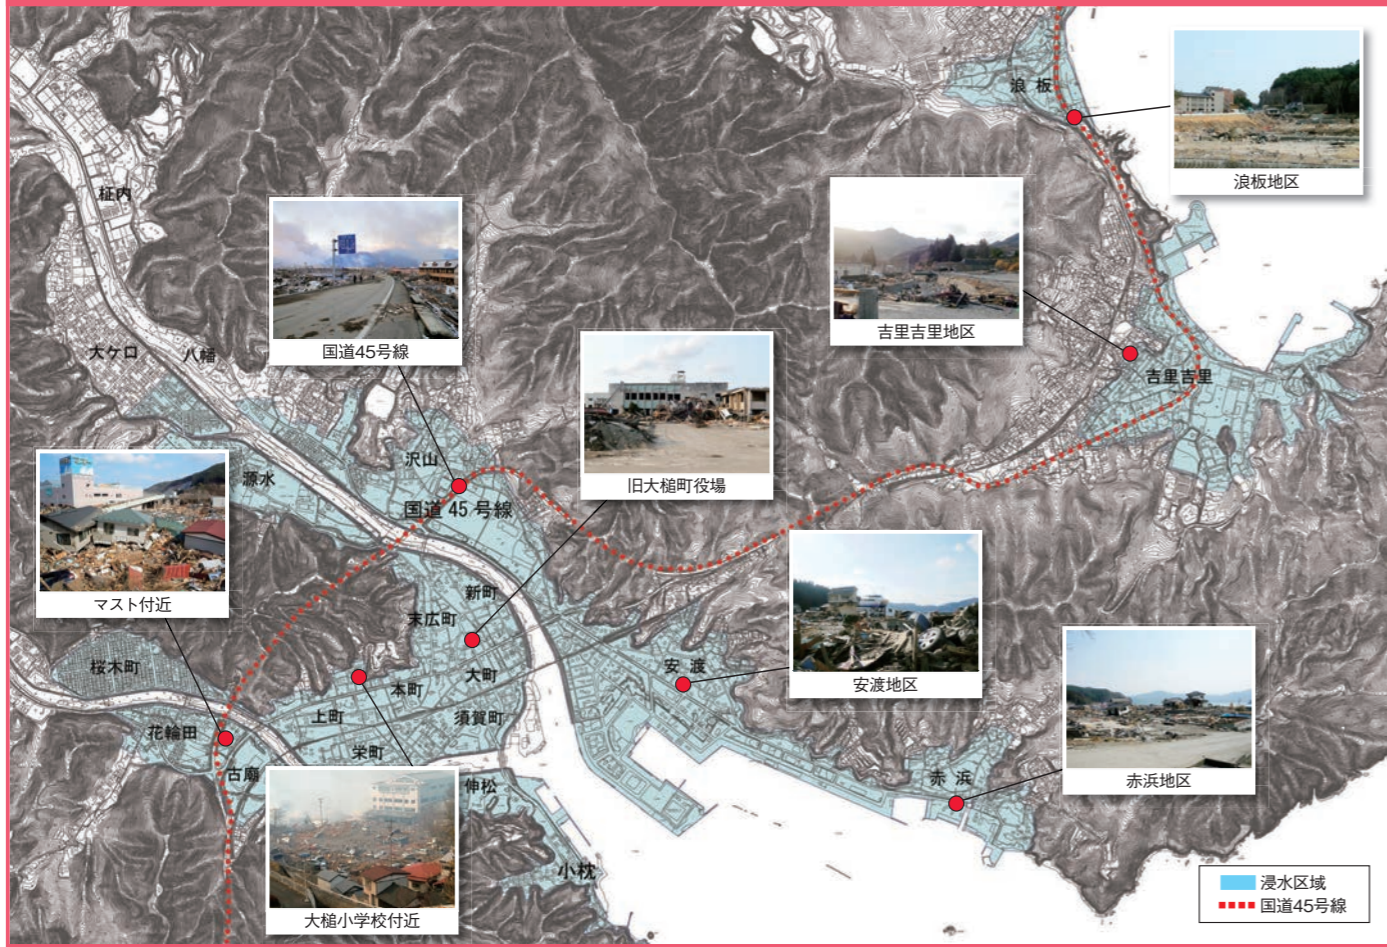 浪板
浪板地区
柾内
吉里吉里地区
国道45号線
大ケ口
八幡
吉里吉里
沢山
旧大槌町役場
源水
国道45号線
マスト付近
新町
末広町
桜木町
安渡
安渡地区
大町
本町
上町
須賀町
花輪田
栄町
古廟
赤浜
赤浜地区
伸松
小枕
大槌小学校付近
浸水区域
国道45号線